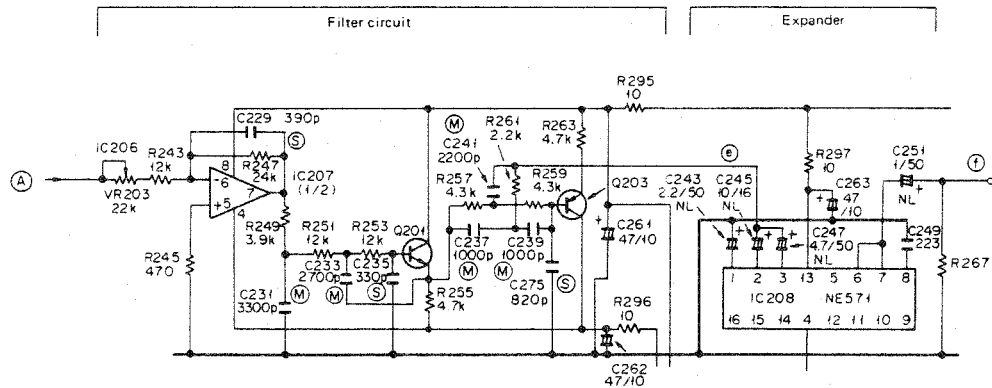 Filter circuit
Expander
C229 390p
S
IC206
R243
12k
A
VR203
22k
8
-6
7
+5
4
R247
24k
IC207
(1/2)
R249
3.9k
R245
470
R251
12k
R253
12k
Q201
C233
2700p
M
C235
330p
S
C231
3300p
M
R255
4.7k
M
C241
2200p
R261
2.2k
R257
4.3k
R259
4.3k
C237
1000p
M
C239
1000p
M
C275
820p
S
R263
4.7k
Q203
R295
10
+
C261
47/10
R296
10
C262
47/10
e
C243
2.2/50
NL
C245
10/16
NL
R297
10
C263
47
/10
C247
4.7/50
NL
C251
1/50
NL
f
C249
223
R267
1 2 3 13 5 6 7 8
IC208 NE571
16 15 14 4 12 11 10 9